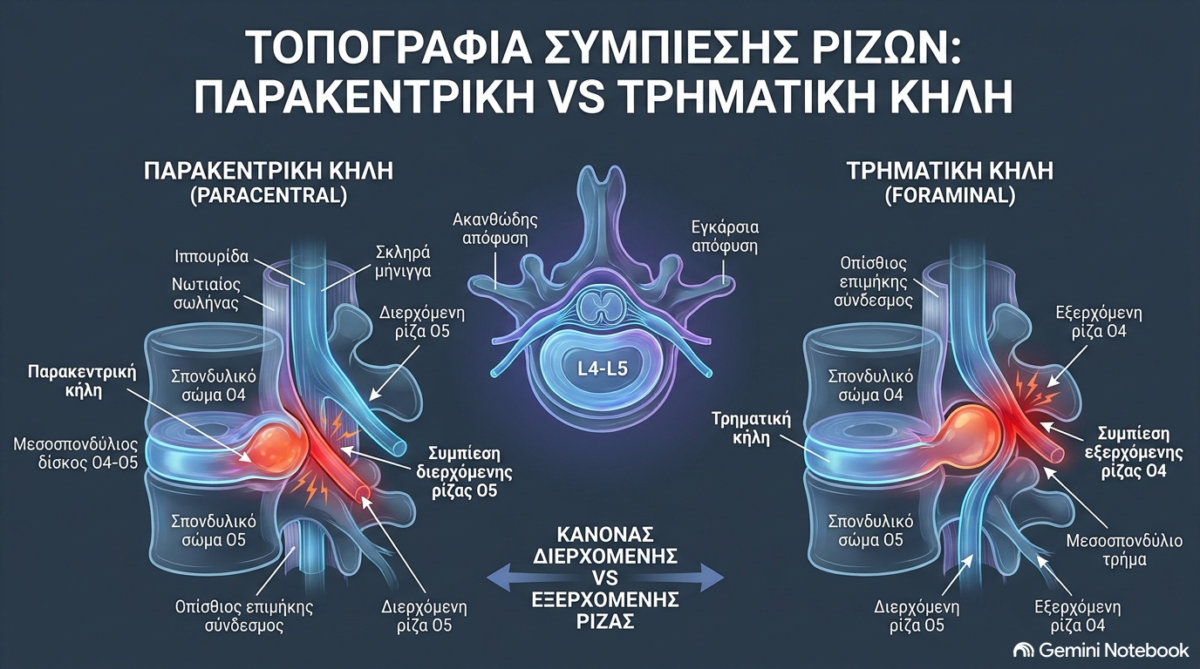 ΤΟΠΟΓΡΑΦΙΑ ΣΥΜΠΙΕΣΗΣ ΡΙΖΩΝ:
ΠΑΡΑΚΕΝΤΡΙΚΗ VS ΤΡΗΜΑΤΙΚΗ ΚΗΛΗ
ΠΑΡΑΚΕΝΤΡΙΚΗ ΚΗΛΗ
(PARACENTRAL)
Ιππουρίδα
Σκληρά
μήνιγγα
Νωτιαίος
σωλήνας
Διερχόμενη
ρίζα Ο5
Παρακεντρική
κήλη
Σπονδυλικό
σώμα Ο4
Μεσοσπονδύλιος
δίσκος Ο4-Ο5
Συμπίεση
διερχόμενης
ρίζας Ο5
Σπονδυλικό
σώμα Ο5
Οπίσθιος επιμήκης
σύνδεσμος
Διερχόμενη
ρίζα Ο5
Ακανθώδης
απόφυση
Εγκάρσια
απόφυση
L4-L5
ΚΑΝΟΝΑΣ
ΔΙΕΡΧΟΜΕΝΗΣ
VS
ΕΞΕΡΧΟΜΕΝΗΣ
ΡΙΖΑΣ
ΤΡΗΜΑΤΙΚΗ ΚΗΛΗ
(FORAMINAL)
Οπίσθιος
επιμήκης
σύνδεσμος
Εξερχόμενη
ρίζα Ο4
Σπονδυλικό
σώμα Ο4
Τρηματική
κήλη
Συμπίεση
εξερχόμενης
ρίζας Ο4
Σπονδυλικό
σώμα Ο5
Μεσοσπονδύλιο
τρήμα
Διερχόμενη
ρίζα Ο5
Εξερχόμενη
ρίζα Ο4
Gemini Notebook